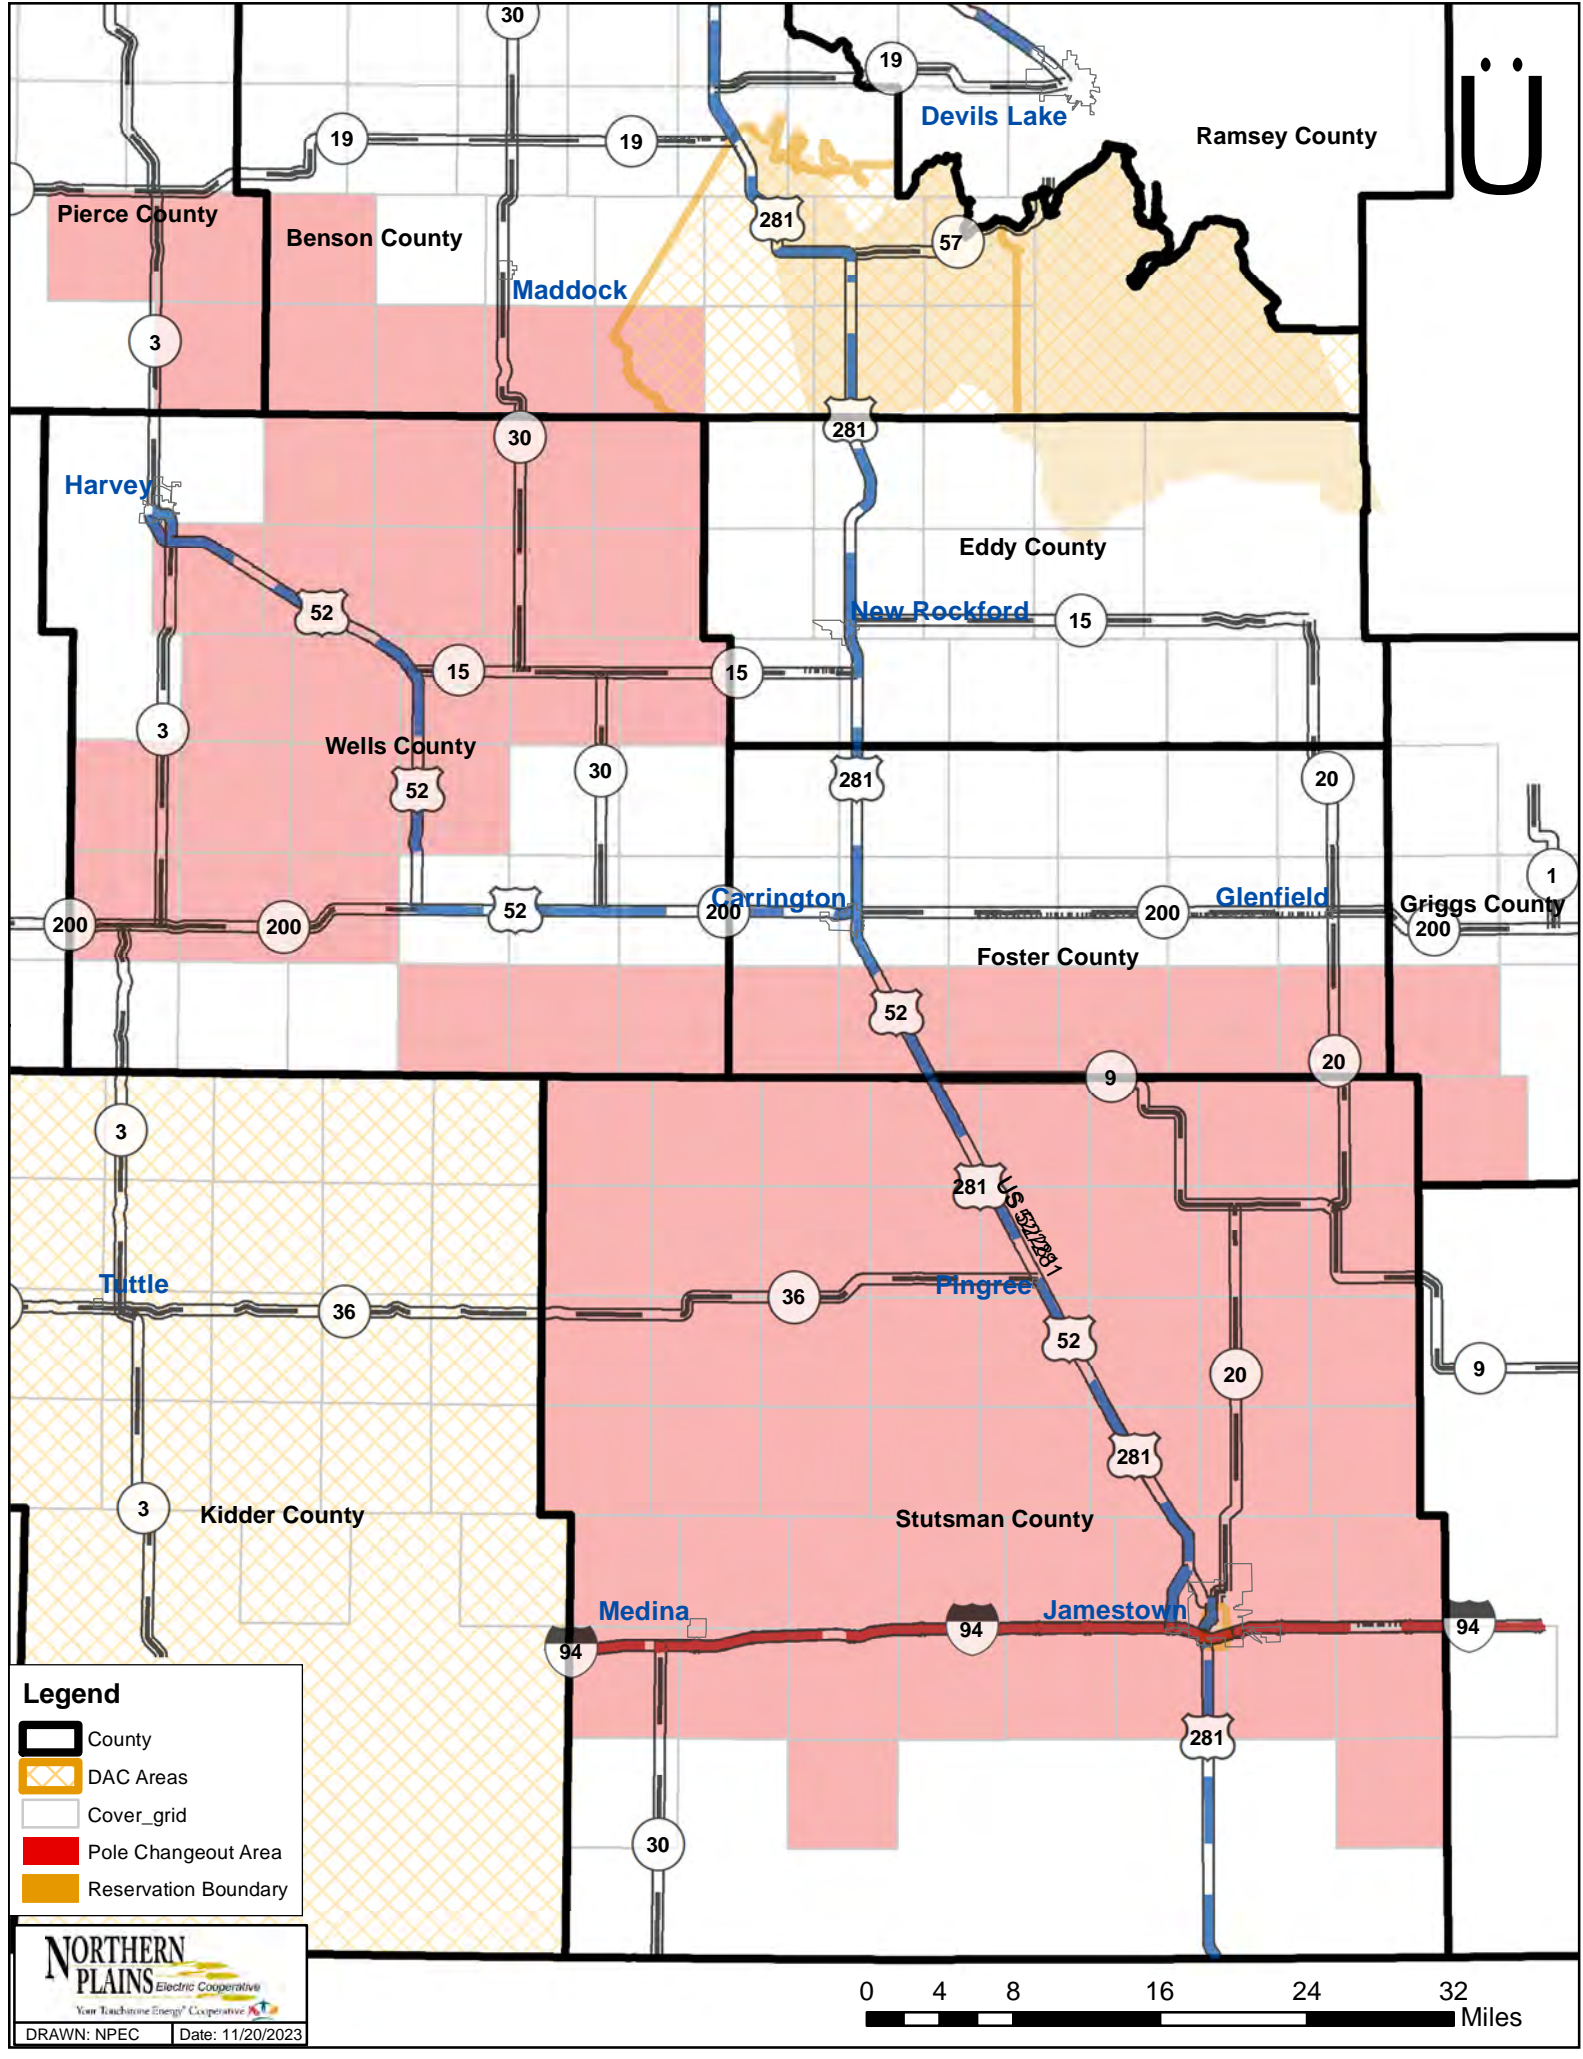 30
19
Devils Lake
Ramsey County
Ü
19
19
Pierce County
Benson County
281
57
Maddock
3
30
281
Harvey
Eddy County
52
New Rockford
15
15
15
3
Wells County
30
281
20
52
1
52
200
Carrington
200
Glenfield
Griggs County
200
200
200
Foster County
52
20
9
3
281
US 52/281
Tuttle
36
36
Pingree
52
20
9
281
3
Kidder County
Stutsman County
Medina
Jamestown
94
94
94
281
30
Legend
County
DAC Areas
Cover_grid
Pole Changeout Area
Reservation Boundary
NORTHERN
PLAINS Electric Cooperative
Your Touchstone Energy® Cooperative
DRAWN: NPEC
Date: 11/20/2023
0 4 8 16 24 32
Miles